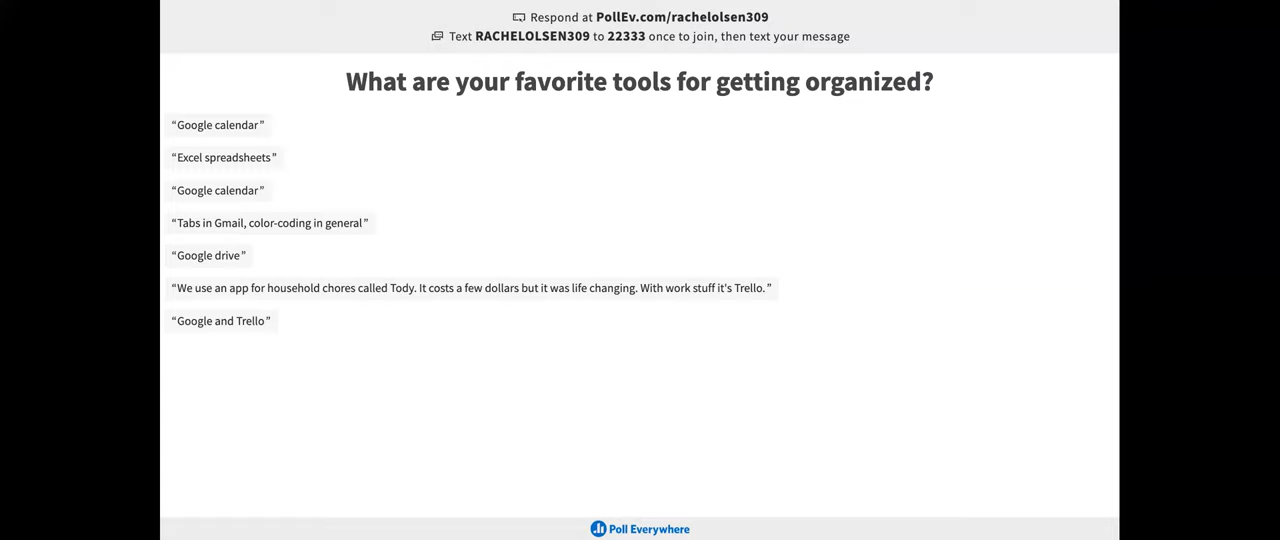 Respond at PollEv.com/rachelolsen309
Text RACHELOLSEN309 to 22333 once to join, then text your message
What are your favorite tools for getting organized?
“Google calendar”
“Excel spreadsheets”
“Google calendar”
“Tabs in Gmail, color-coding in general”
“Google drive”
“We use an app for household chores called Tody. It costs a few dollars but it was life changing. With work stuff it's Trello.”
“Google and Trello”
Poll Everywhere